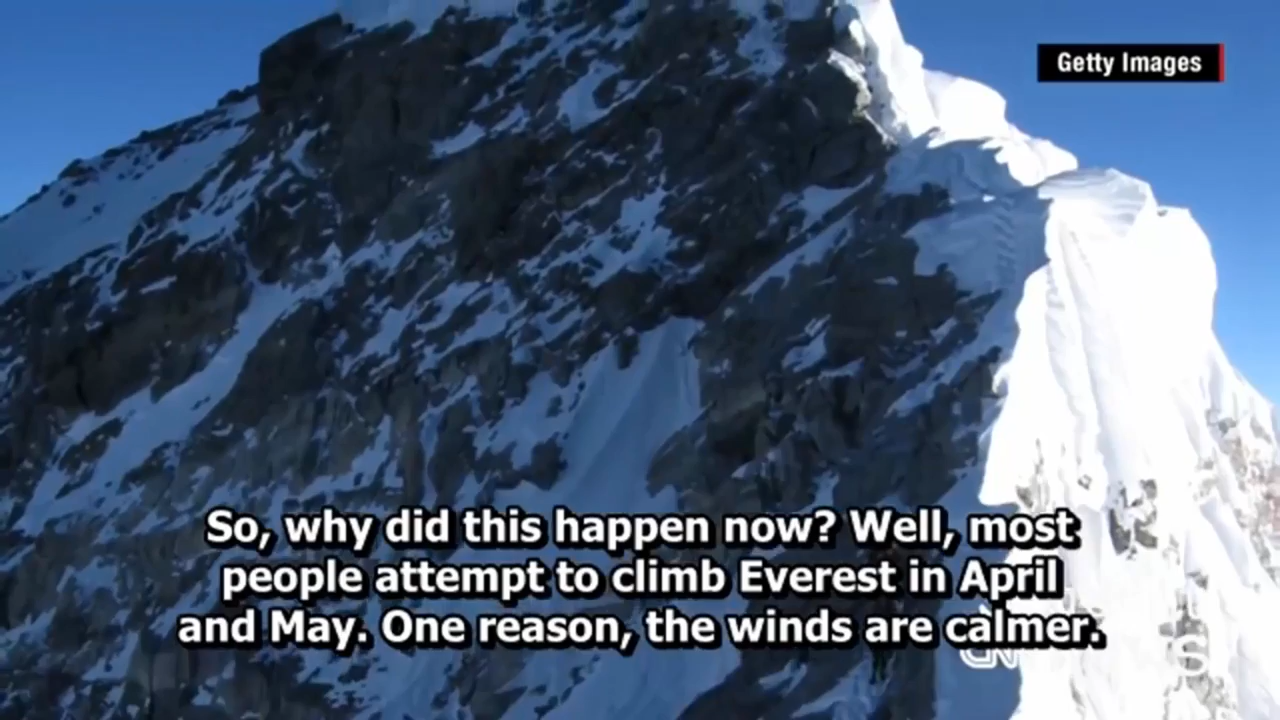 Getty Images
So, why did this happen now? Well, most
people attempt to climb Everest in April
and May. One reason, the winds are calmer.